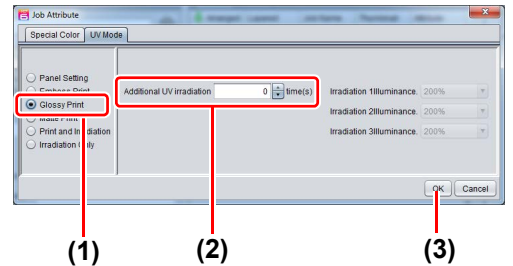 Job Attribute
Special Color
UV Mode
Panel Setting
Emboss Print
Glossy Print
Matte Print
Print and Irradiation
Irradiation Only
Additional UV irradiation 0 time(s)
Irradiation 1Illuminance. 200%
Irradiation 2Illuminance. 200%
Irradiation 3Illuminance. 200%
OK
Cancel
(1)
(2)
(3)